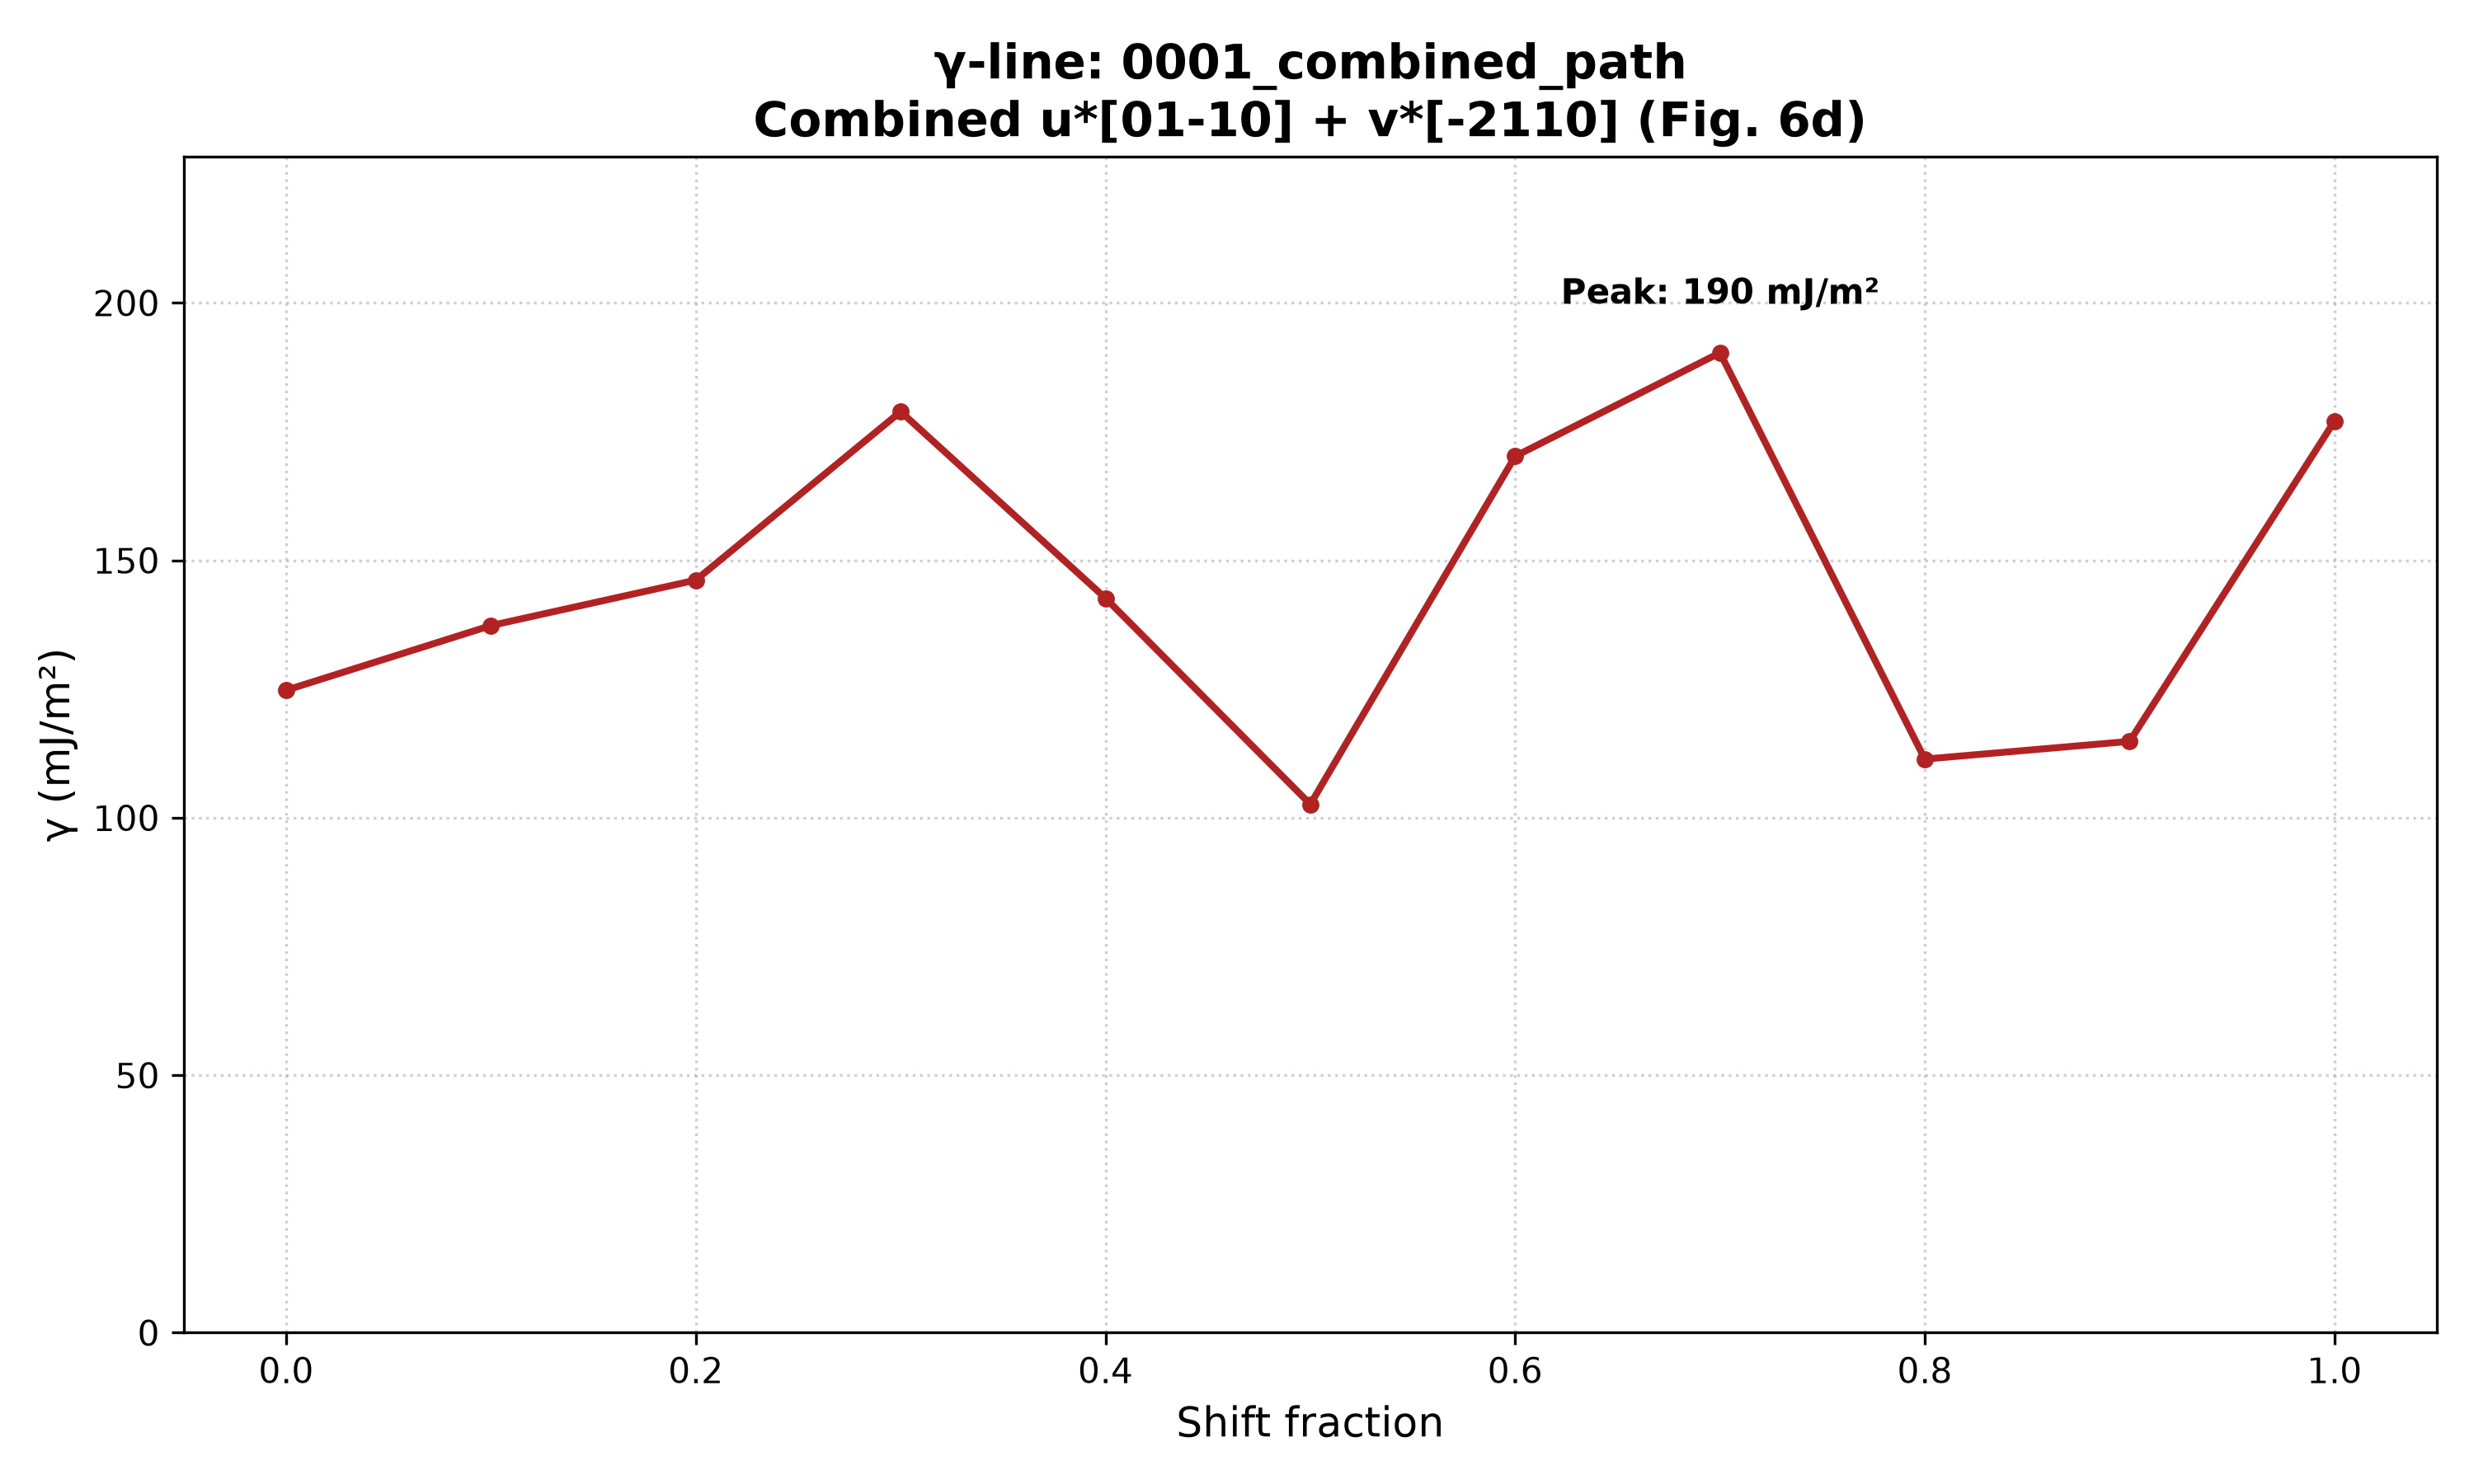 γ-line: 0001_combined_path
Combined u*[01-10] + v*[-2110] (Fig. 6d)
Peak: 190 mJ/m²
γ (mJ/m²)
200
150
100
50
0
0.0 0.2 0.4 0.6 0.8 1.0
Shift fraction